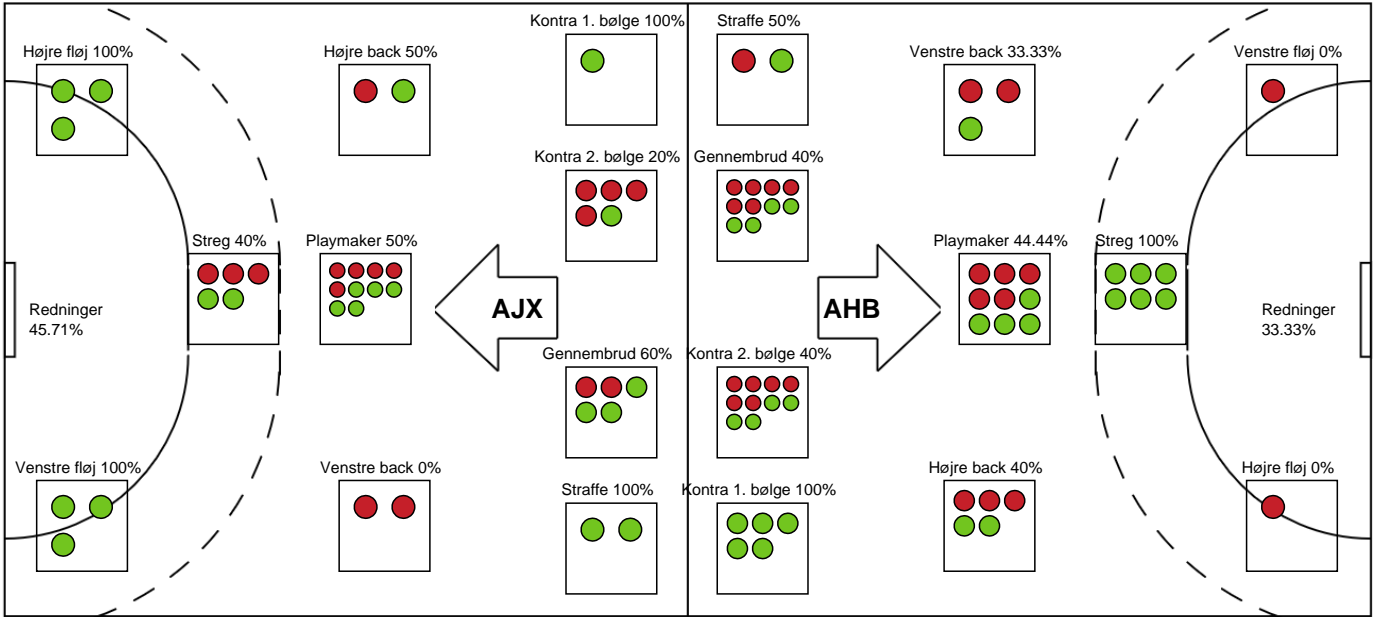 Kontra 1. bølge 100%
Straffe 50%
Højre fløj 100%
Højre back 50%
Venstre back 33.33%
Venstre fløj 0%
Kontra 2. bølge 20%
Gennembrud 40%
Streg 40%
Playmaker 50%
Playmaker 44.44%
Streg 100%
Redninger
45.71%
AJX
AHB
Redninger
33.33%
Gennembrud 60%
Kontra 2. bølge 40%
Venstre fløj 100%
Venstre back 0%
Højre back 40%
Højre fløj 0%
Straffe 100%
Kontra 1. bølge 100%